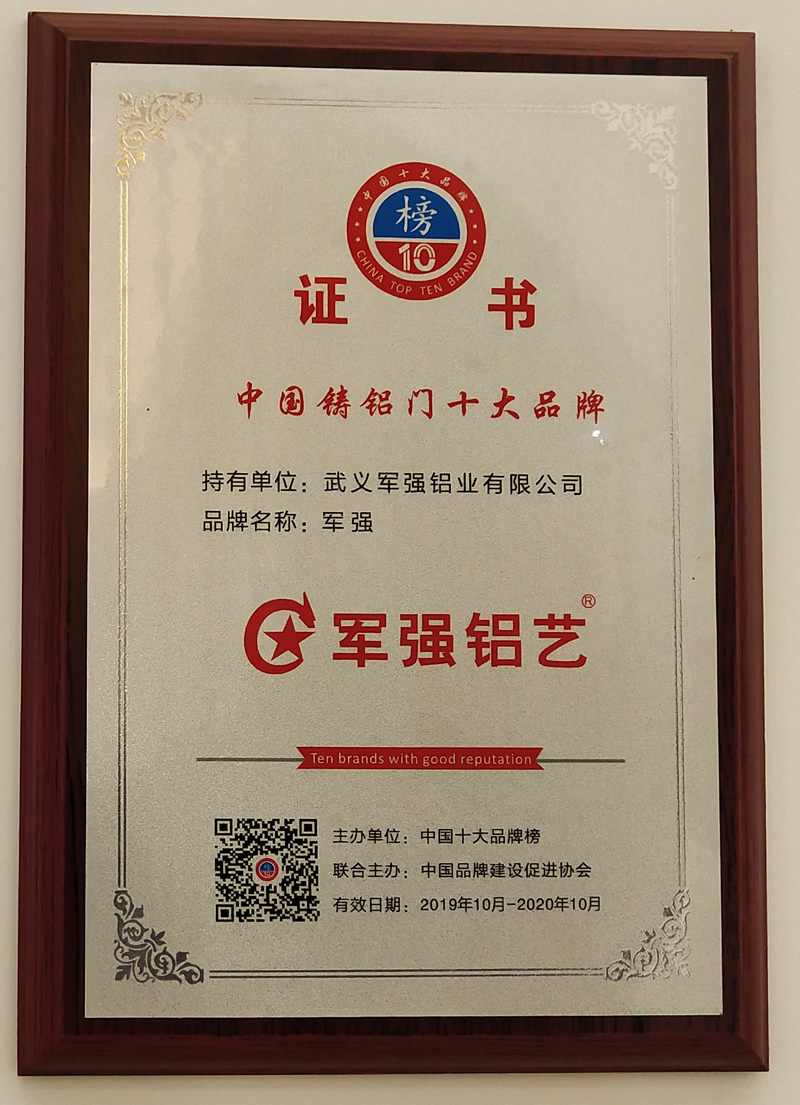 中国十大品牌
榜
10
CHINA TOP TEN BRAND
证 书
中国铸铝门十大品牌
持有单位：武义军强铝业有限公司
品牌名称：军强
军强铝艺®
Ten brands with good reputation
主办单位：中国十大品牌榜
联合主办：中国品牌建设促进协会
有效日期：2019年10月-2020年10月